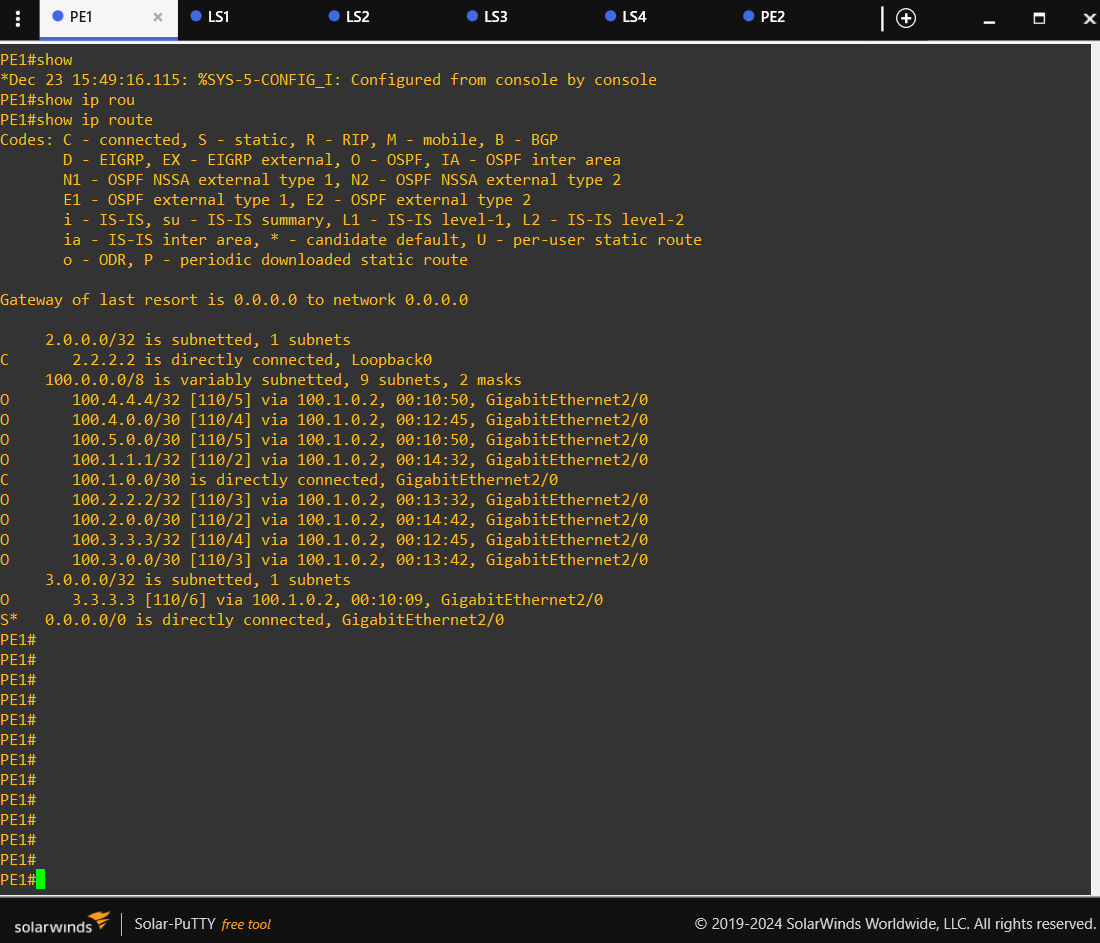 PE1 LS1 LS2 LS3 LS4 PE2
PE1#show
*Dec 23 15:49:16.115: %SYS-5-CONFIG_I: Configured from console by console
PE1#show ip rou
PE1#show ip route
Codes: C - connected, S - static, R - RIP, M - mobile, B - BGP
       D - EIGRP, EX - EIGRP external, O - OSPF, IA - OSPF inter area
       N1 - OSPF NSSA external type 1, N2 - OSPF NSSA external type 2
       E1 - OSPF external type 1, E2 - OSPF external type 2
       i - IS-IS, su - IS-IS summary, L1 - IS-IS level-1, L2 - IS-IS level-2
       ia - IS-IS inter area, * - candidate default, U - per-user static route
       o - ODR, P - periodic downloaded static route
Gateway of last resort is 0.0.0.0 to network 0.0.0.0
     2.0.0.0/32 is subnetted, 1 subnets
C       2.2.2.2 is directly connected, Loopback0
     100.0.0.0/8 is variably subnetted, 9 subnets, 2 masks
O       100.4.4.4/32 [110/5] via 100.1.0.2, 00:10:50, GigabitEthernet2/0
O       100.4.0.0/30 [110/4] via 100.1.0.2, 00:12:45, GigabitEthernet2/0
O       100.5.0.0/30 [110/5] via 100.1.0.2, 00:10:50, GigabitEthernet2/0
O       100.1.1.1/32 [110/2] via 100.1.0.2, 00:14:32, GigabitEthernet2/0
C       100.1.0.0/30 is directly connected, GigabitEthernet2/0
O       100.2.2.2/32 [110/3] via 100.1.0.2, 00:13:32, GigabitEthernet2/0
O       100.2.0.0/30 [110/2] via 100.1.0.2, 00:14:42, GigabitEthernet2/0
O       100.3.3.3/32 [110/4] via 100.1.0.2, 00:12:45, GigabitEthernet2/0
O       100.3.0.0/30 [110/3] via 100.1.0.2, 00:13:42, GigabitEthernet2/0
     3.0.0.0/32 is subnetted, 1 subnets
O       3.3.3.3 [110/6] via 100.1.0.2, 00:10:09, GigabitEthernet2/0
S*   0.0.0.0/0 is directly connected, GigabitEthernet2/0
PE1#
PE1#
PE1#
PE1#
PE1#
PE1#
PE1#
PE1#
PE1#
PE1#
PE1#
PE1#
PE1#
solarwinds Solar-PuTTY free tool © 2019-2024 SolarWinds Worldwide, LLC. All rights reserved.